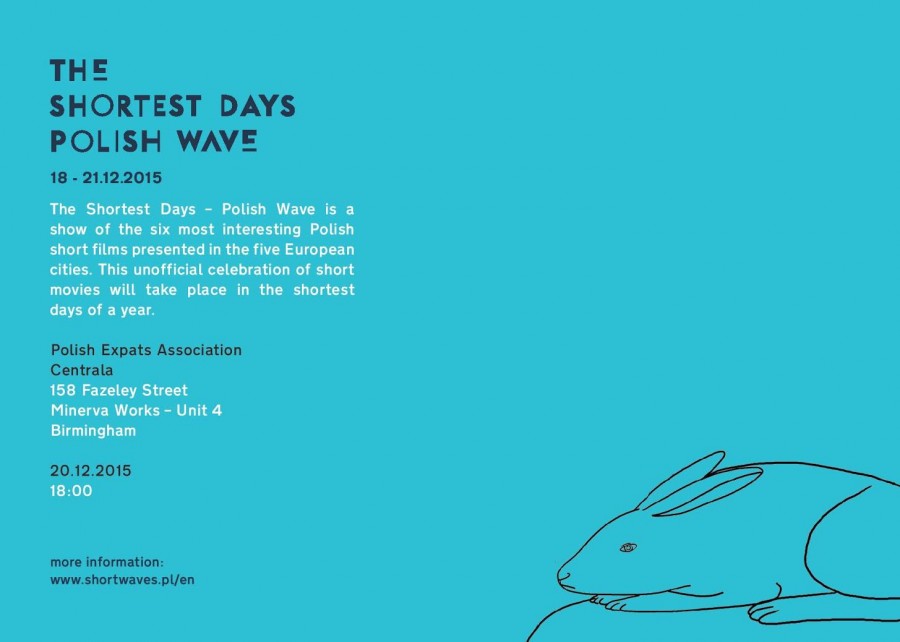 THE
SHORTEST DAYS
POLISH WAVE
18 - 21.12.2015
The Shortest Days – Polish Wave is a
show of the six most interesting Polish
short films presented in the five European
cities. This unofficial celebration of short
movies will take place in the shortest
days of a year.
Polish Expats Association
Centrala
158 Fazeley Street
Minerva Works – Unit 4
Birmingham
20.12.2015
18:00
more information:
www.shortwaves.pl/en